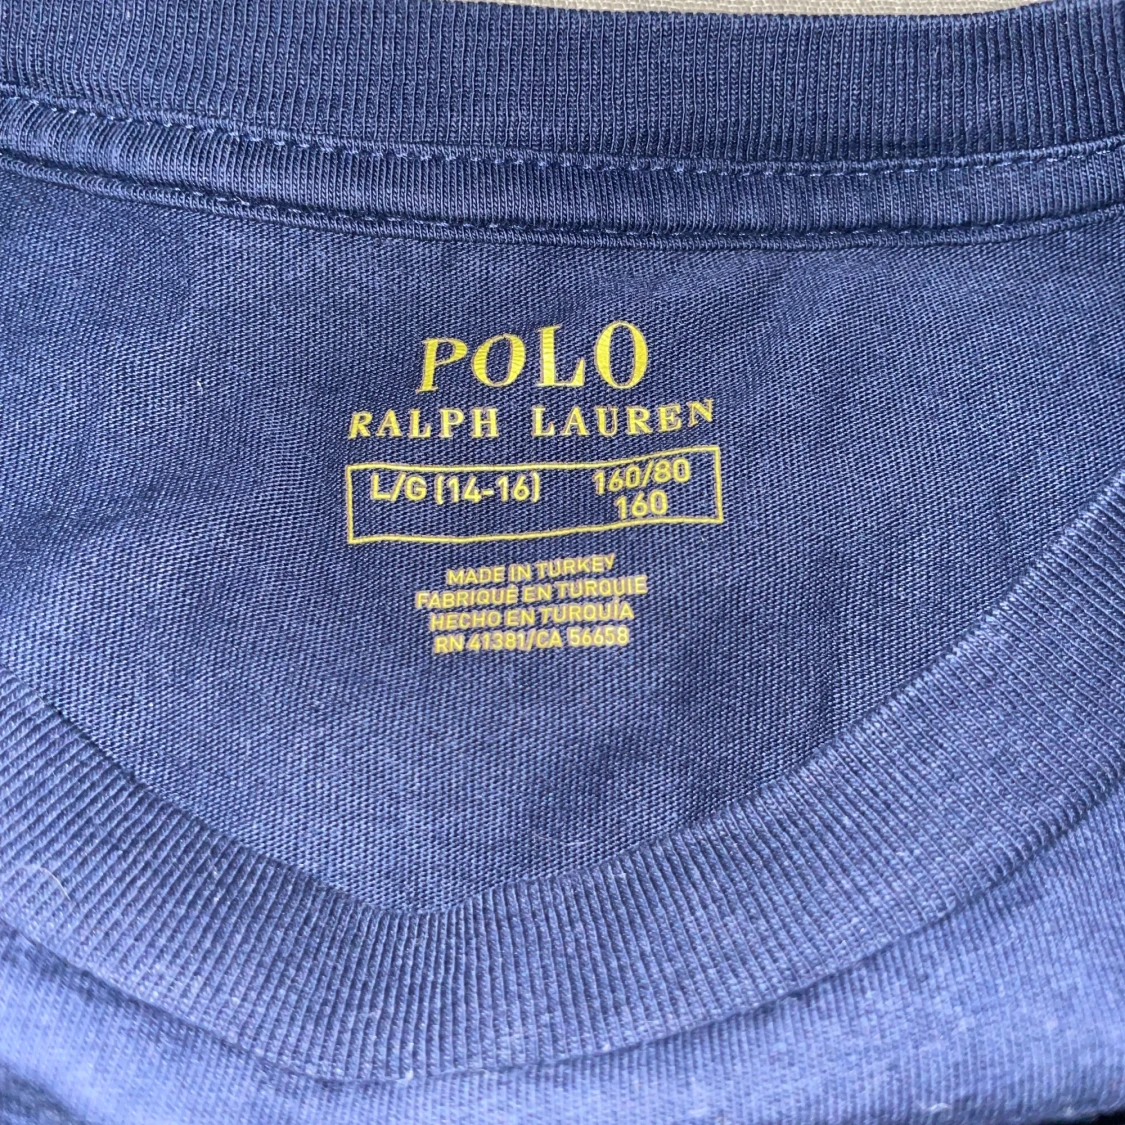 POLO
RALPH LAUREN
L/G (14-16) 160/80
160
MADE IN TURKEY
FABRIQUÉ EN TURQUIE
HECHO EN TURQUÍA
RN 41381/CA 56658